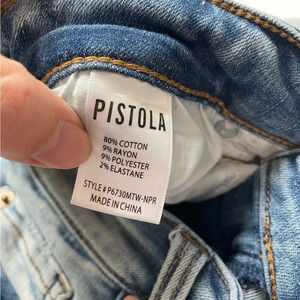 PISTOLA
80% COTTON
9% RAYON
9% POLYESTER
2% ELASTANE
STYLE# P6730MTW-NPR
MADE IN CHINA